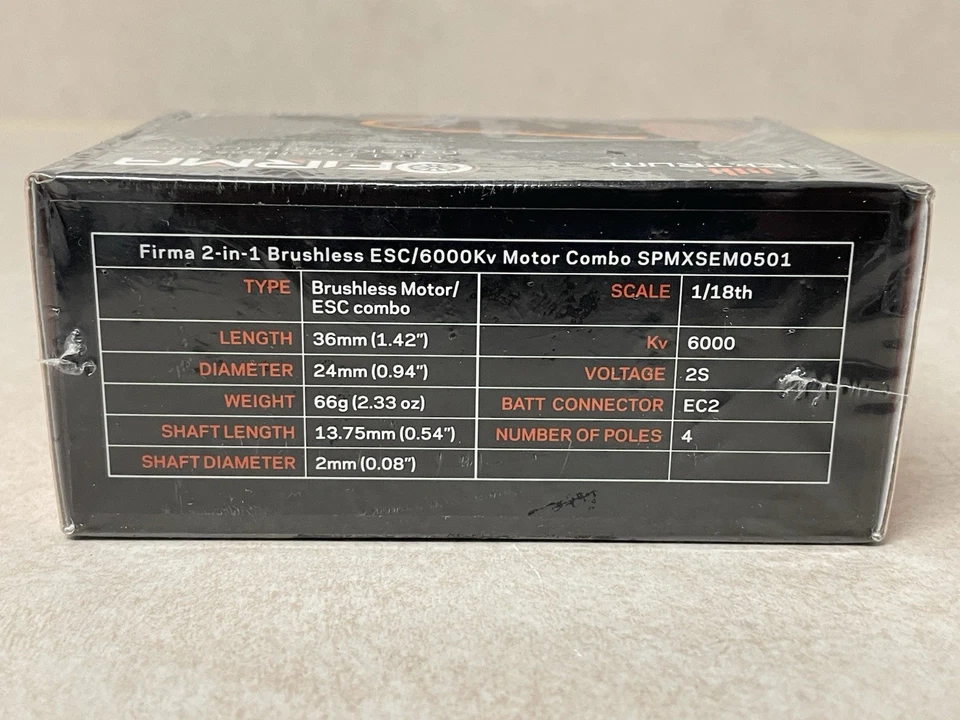 FIRMA
Firma 2-in-1 Brushless ESC/6000Kv Motor Combo SPMXSEM0501
TYPE Brushless Motor/ SCALE 1/18th
ESC combo
LENGTH 36mm (1.42″) Kv 6000
DIAMETER 24mm (0.94″) VOLTAGE 2S
WEIGHT 66g (2.33 oz) BATT CONNECTOR EC2
SHAFT LENGTH 13.75mm (0.54″) NUMBER OF POLES 4
SHAFT DIAMETER 2mm (0.08″)